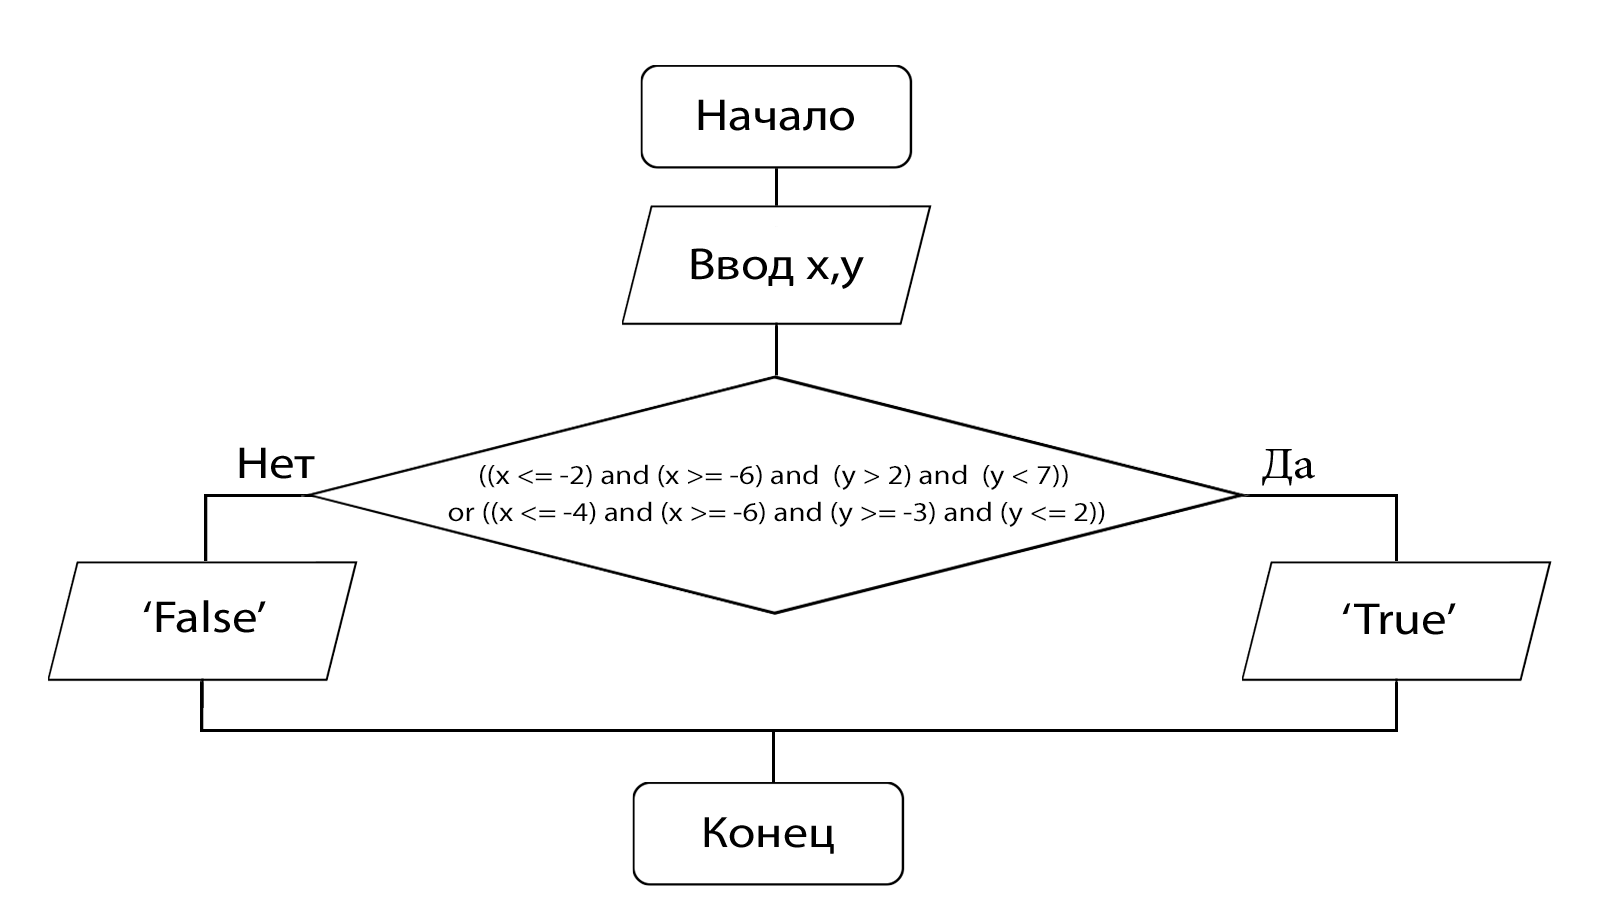 Начало
Ввод x,y
Нет
Да
((x <= -2) and (x >= -6) and (y > 2) and (y < 7))
or ((x <= -4) and (x >= -6) and (y >= -3) and (y <= 2))
‘False’
‘True’
Конец